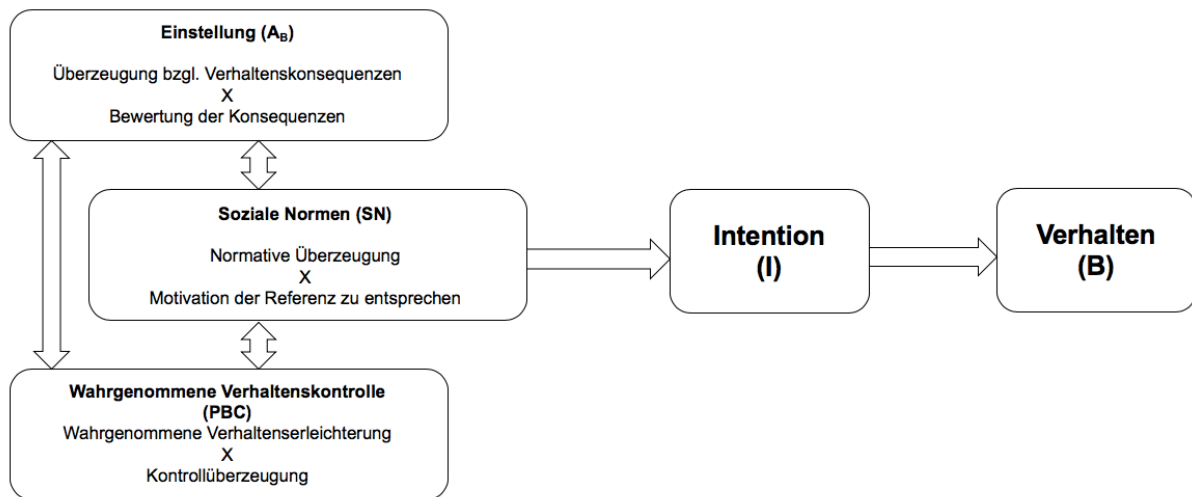 Einstellung (A_B)
Überzeugung bzgl. Verhaltenskonsequenzen
X
Bewertung der Konsequenzen
Soziale Normen (SN)
Normative Überzeugung
X
Motivation der Referenz zu entsprechen
Wahrgenommene Verhaltenskontrolle
(PBC)
Wahrgenommene Verhaltenserleichterung
X
Kontrollüberzeugung
Intention
(I)
Verhalten
(B)